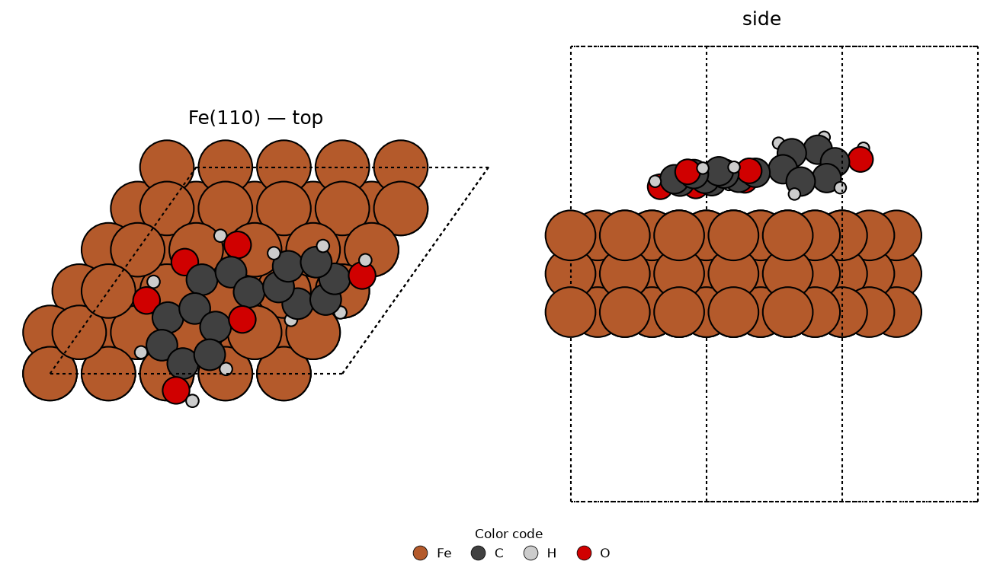 side
Fe(110) — top
Color code
Fe
C
H
O